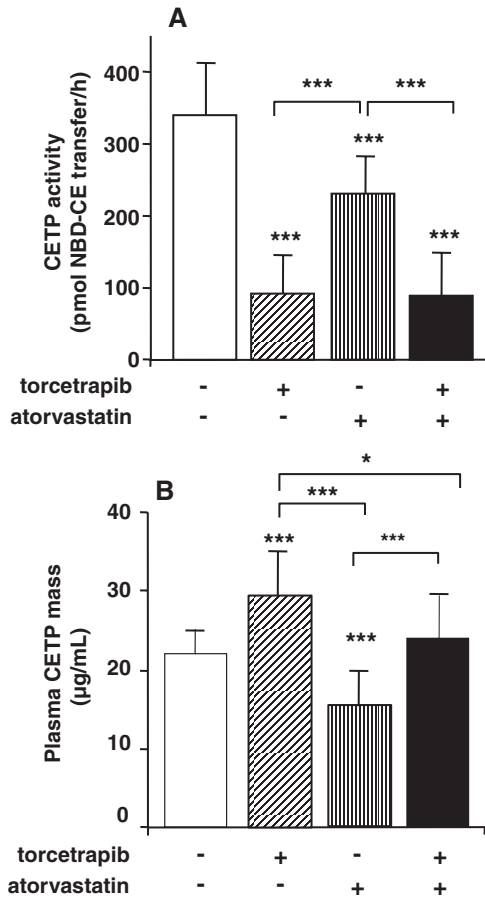 A
CETP activity
(pmol NBD-CE transfer/h)
400
300
200
100
0
*** ***
***
*** ***
torcetrapib - + - +
atorvastatin - - + +
B
Plasma CETP mass
(µg/mL)
40
30
20
10
0
*
***
*** ***
***
torcetrapib - + - +
atorvastatin - - + +